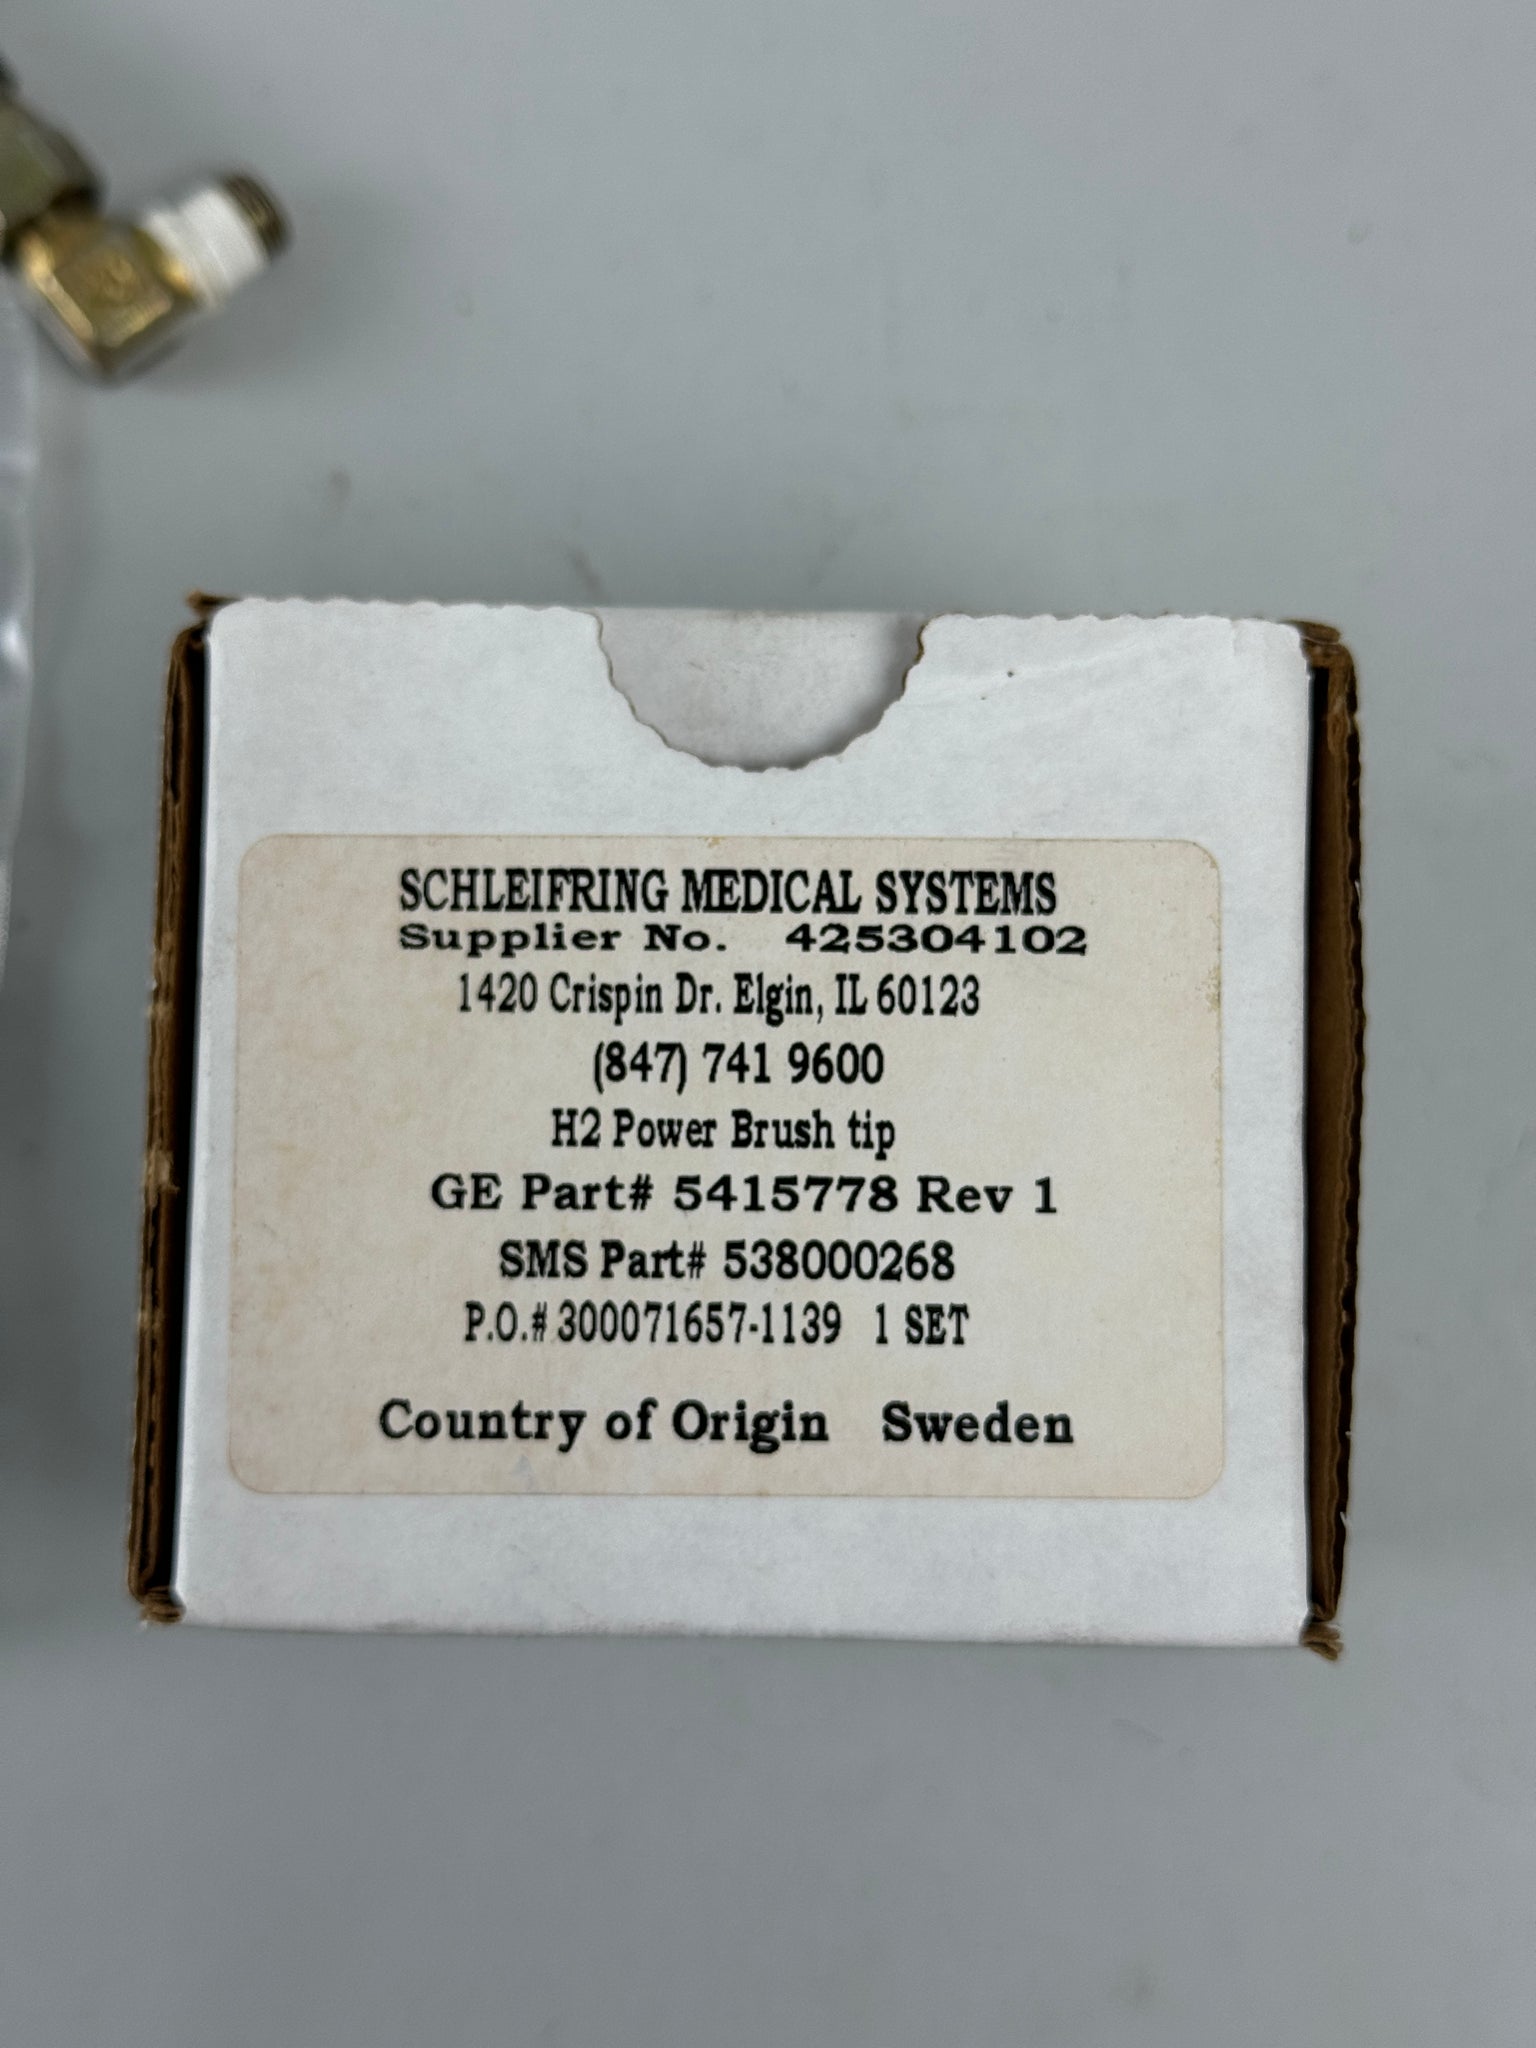 SCHLEIFRING MEDICAL SYSTEMS
Supplier No. 425304102
1420 Crispin Dr. Elgin, IL 60123
(847) 741 9600
H2 Power Brush tip
GE Part# 5415778 Rev 1
SMS Part# 538000268
P.O.# 300071657-1139 1 SET
Country of Origin Sweden